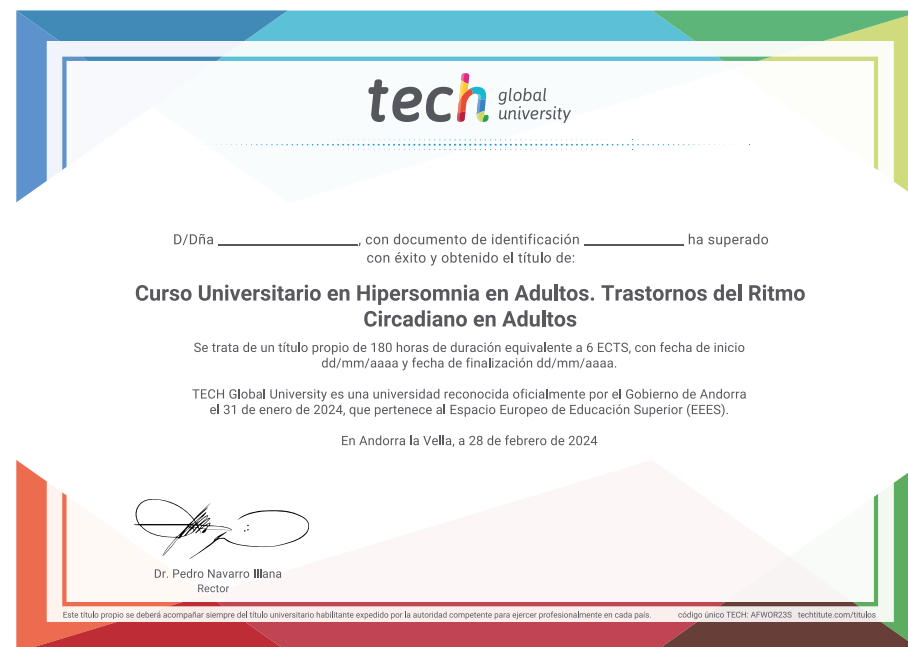 tech global university
D/Dña ____________________, con documento de identificación ______________ ha superado
con éxito y obtenido el título de:
Curso Universitario en Hipersomnia en Adultos. Trastornos del Ritmo
Circadiano en Adultos
Se trata de un título propio de 180 horas de duración equivalente a 6 ECTS, con fecha de inicio
dd/mm/aaaa y fecha de finalización dd/mm/aaaa.
TECH Global University es una universidad reconocida oficialmente por el Gobierno de Andorra
el 31 de enero de 2024, que pertenece al Espacio Europeo de Educación Superior (EEES).
En Andorra la Vella, a 28 de febrero de 2024
Dr. Pedro Navarro Illana
Rector
Este título propio se deberá acompañar siempre del título universitario habilitante expedido por la autoridad competente para ejercer profesionalmente en cada país. código único TECH: AFWOR23S techtitute.com/titulos